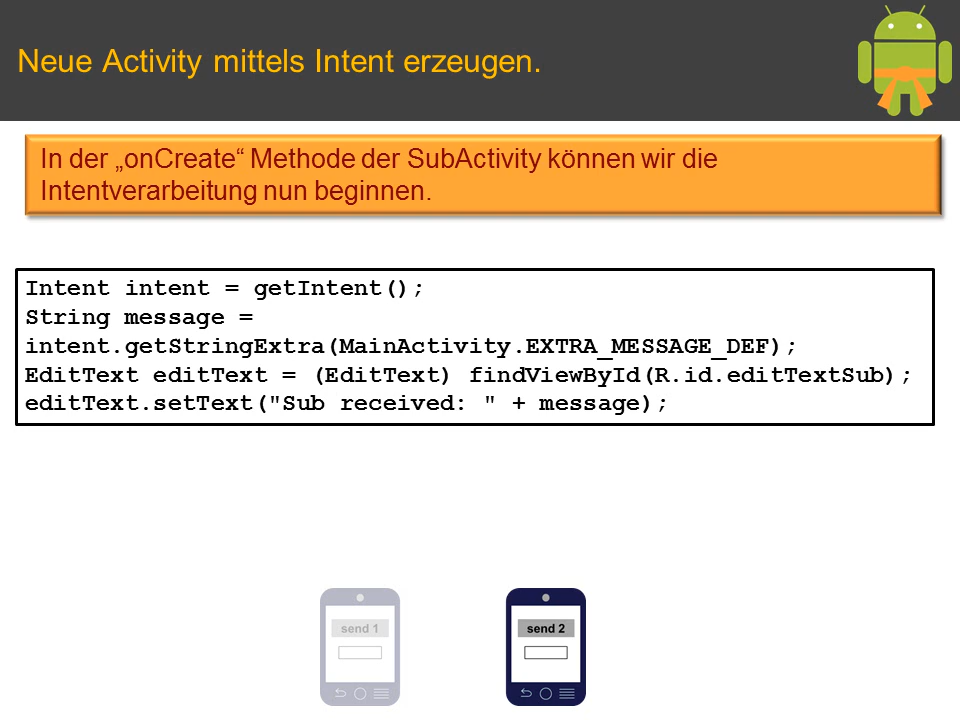 Neue Activity mittels Intent erzeugen.
In der „onCreate“ Methode der SubActivity können wir die
Intentverarbeitung nun beginnen.
Intent intent = getIntent();
String message =
intent.getStringExtra(MainActivity.EXTRA_MESSAGE_DEF);
EditText editText = (EditText) findViewById(R.id.editTextSub);
editText.setText("Sub received: " + message);
send 1
send 2